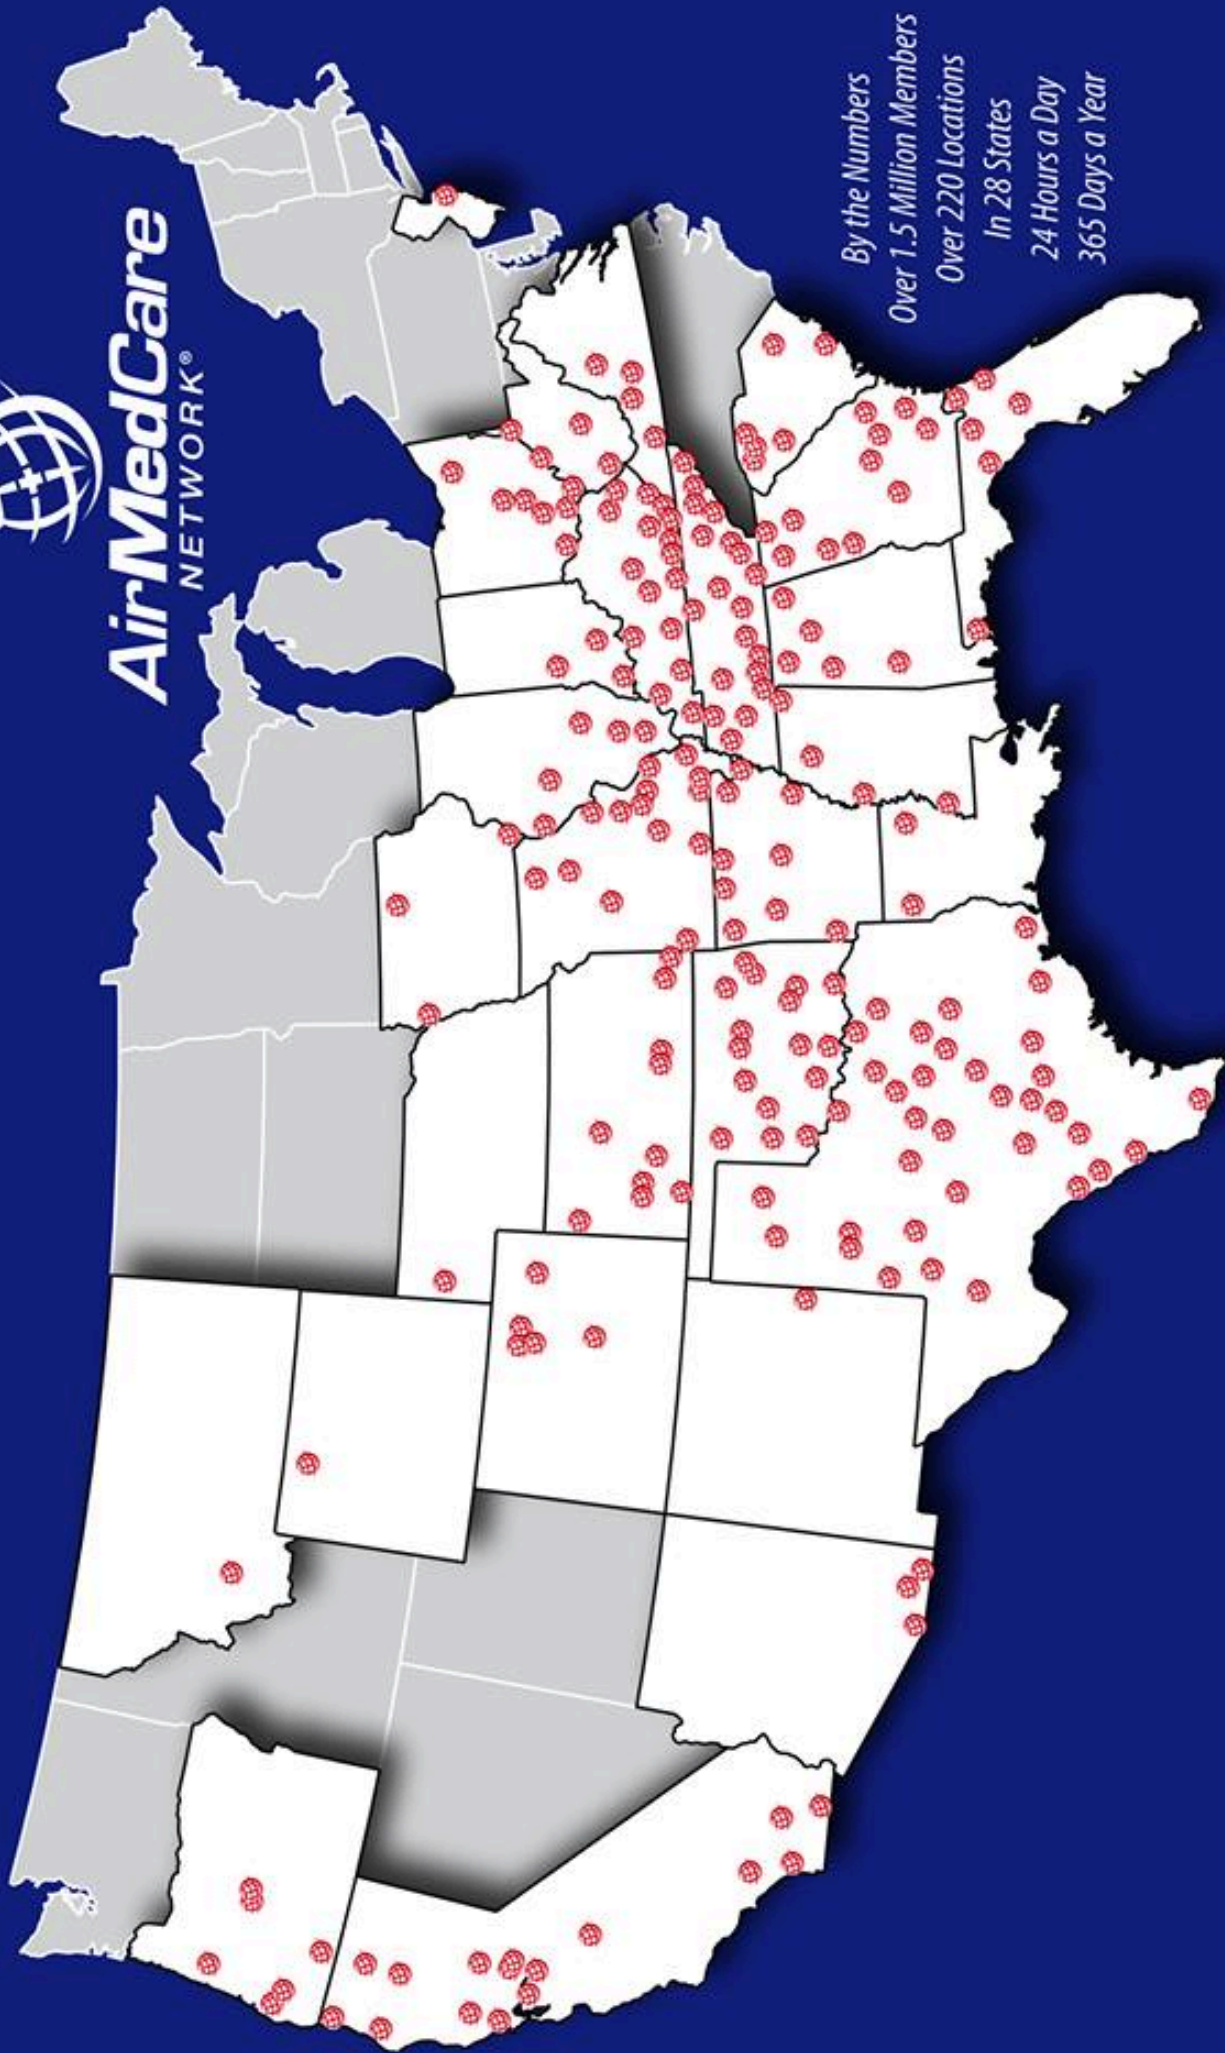 AirMedCare
NETWORK®
By the Numbers
Over 1.5 Million Members
Over 220 Locations
In 28 States
24 Hours a Day
365 Days a Year